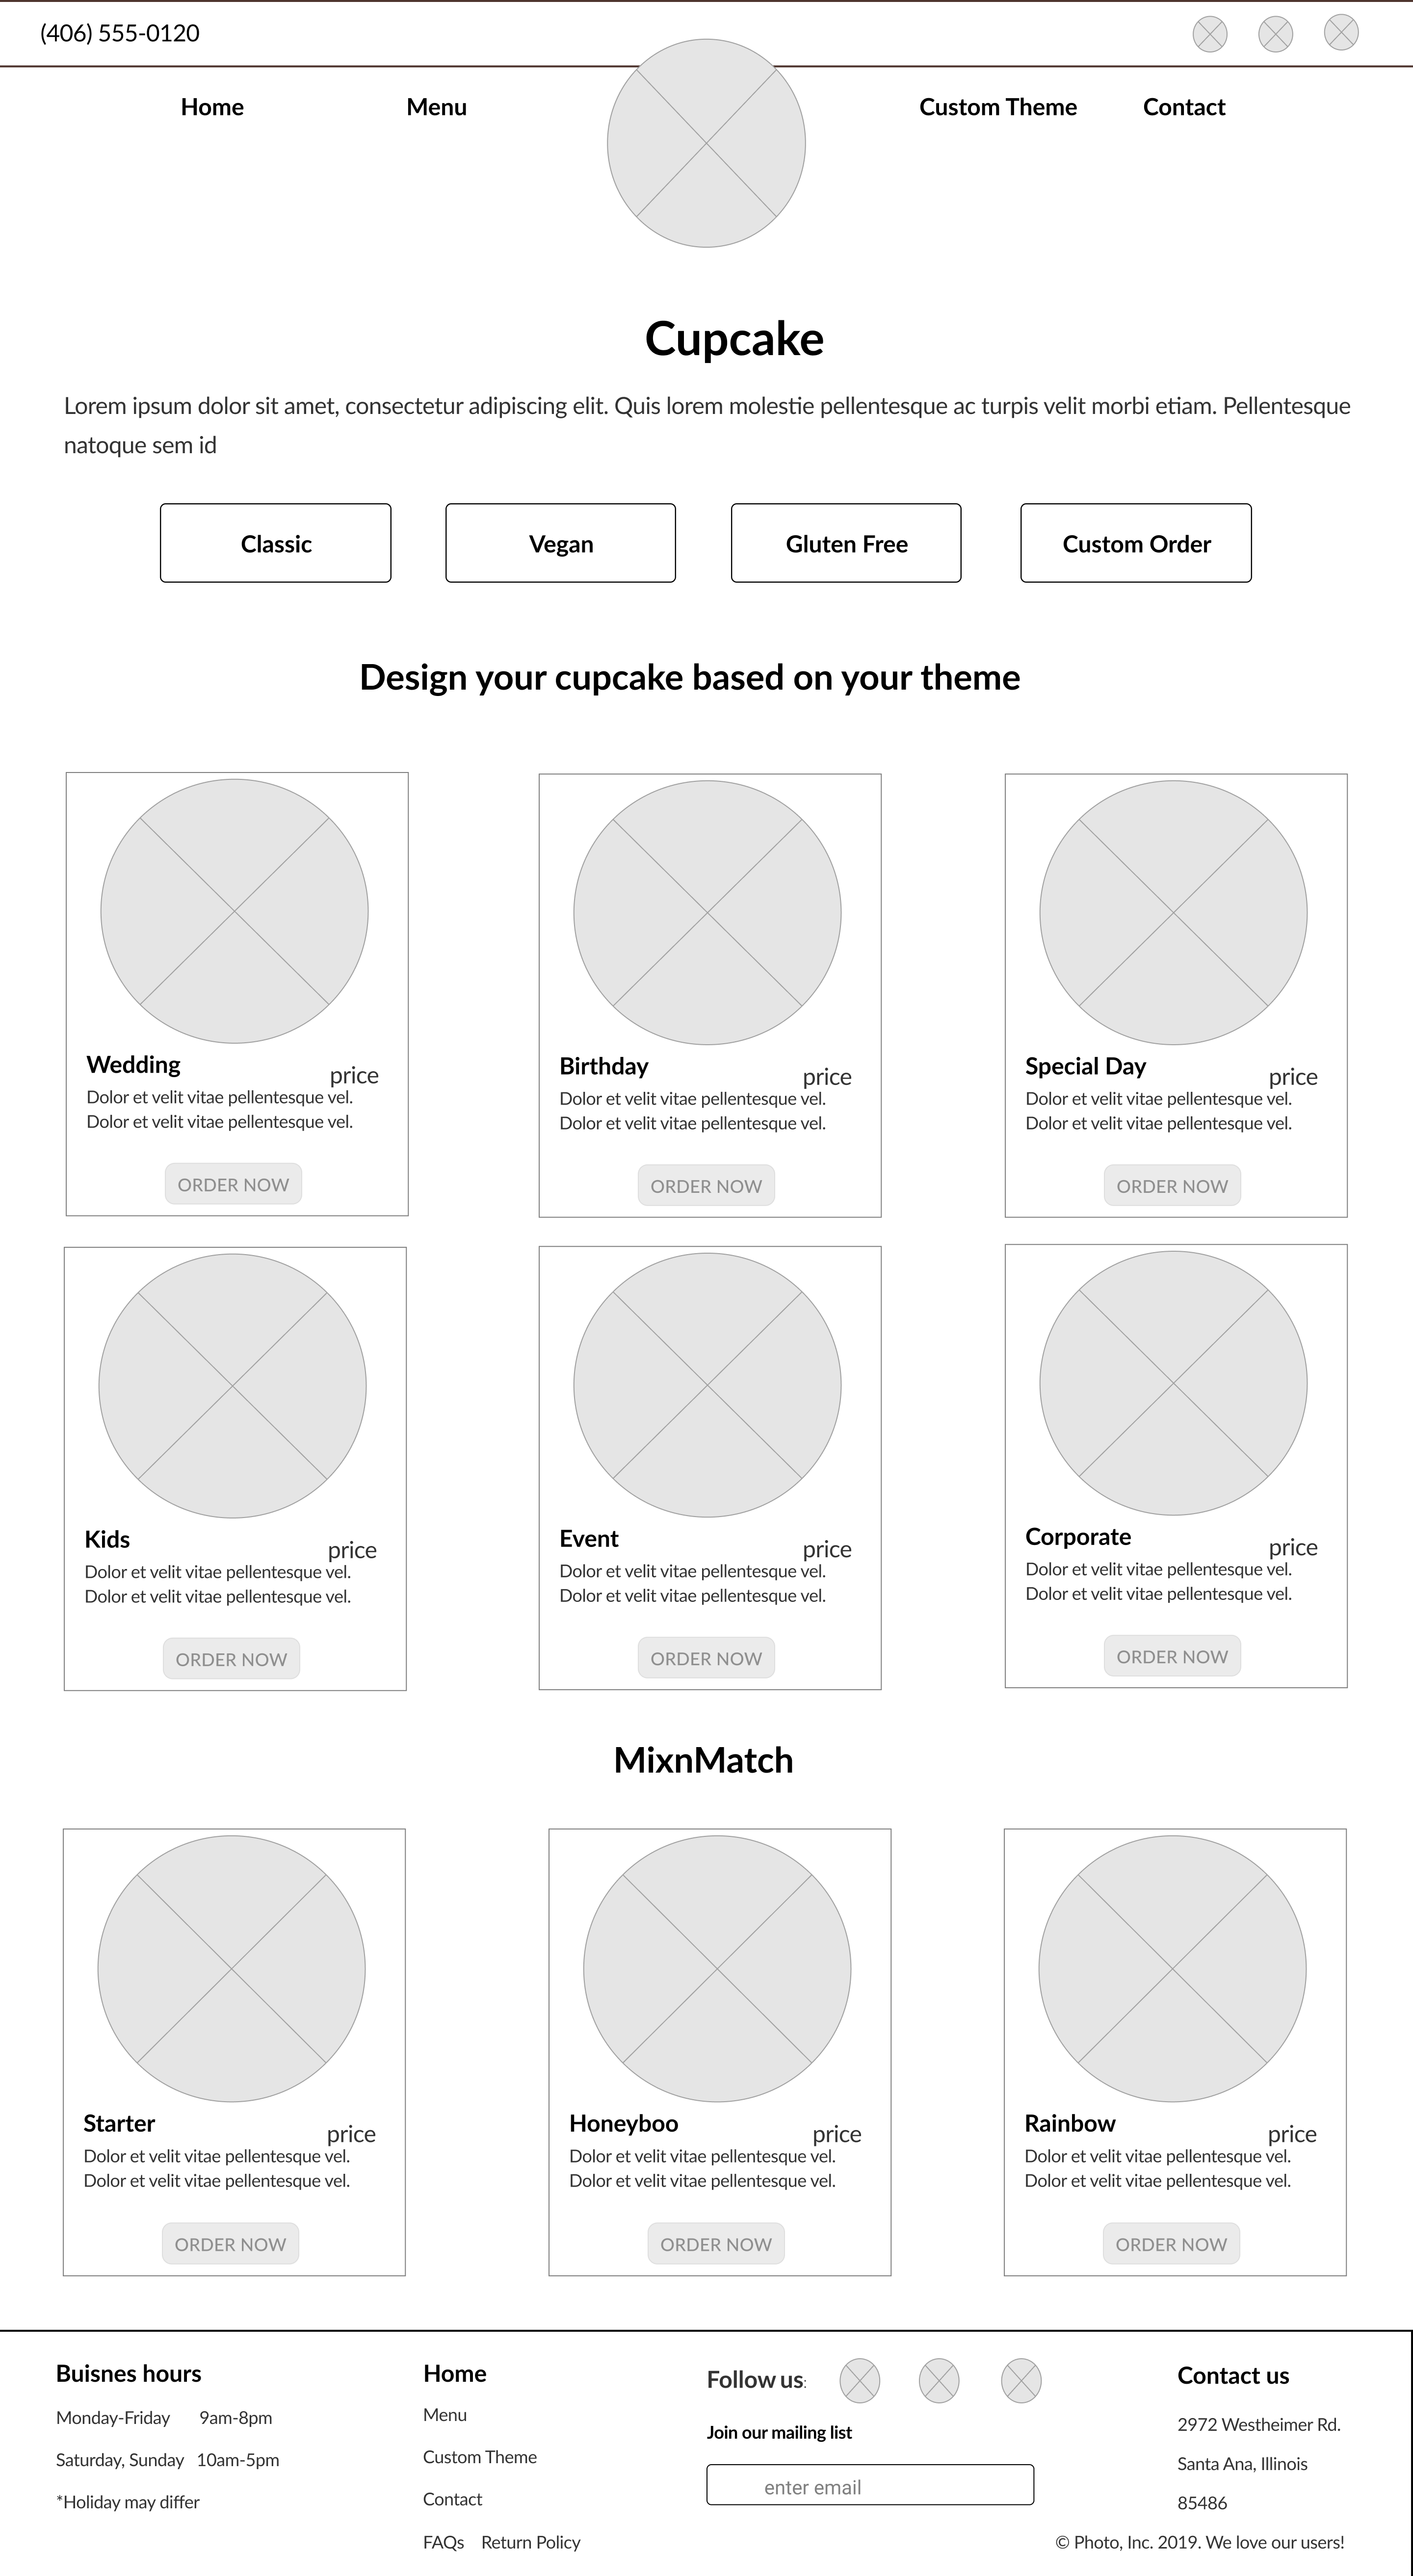 (406) 555-0120
Home Menu Custom Theme Contact
Cupcake
Lorem ipsum dolor sit amet, consectetur adipiscing elit. Quis lorem molestie pellentesque ac turpis velit morbi etiam. Pellentesque
natoque sem id
Classic Vegan Gluten Free Custom Order
Design your cupcake based on your theme
Wedding
price
Dolor et velit vitae pellentesque vel.
Dolor et velit vitae pellentesque vel.
ORDER NOW
Birthday
price
Dolor et velit vitae pellentesque vel.
Dolor et velit vitae pellentesque vel.
ORDER NOW
Special Day
price
Dolor et velit vitae pellentesque vel.
Dolor et velit vitae pellentesque vel.
ORDER NOW
Kids
price
Dolor et velit vitae pellentesque vel.
Dolor et velit vitae pellentesque vel.
ORDER NOW
Event
price
Dolor et velit vitae pellentesque vel.
Dolor et velit vitae pellentesque vel.
ORDER NOW
Corporate
price
Dolor et velit vitae pellentesque vel.
Dolor et velit vitae pellentesque vel.
ORDER NOW
MixnMatch
Starter
price
Dolor et velit vitae pellentesque vel.
Dolor et velit vitae pellentesque vel.
ORDER NOW
Honeyboo
price
Dolor et velit vitae pellentesque vel.
Dolor et velit vitae pellentesque vel.
ORDER NOW
Rainbow
price
Dolor et velit vitae pellentesque vel.
Dolor et velit vitae pellentesque vel.
ORDER NOW
Buisnes hours
Monday-Friday 9am-8pm
Saturday, Sunday 10am-5pm
*Holiday may differ
Home
Menu
Custom Theme
Contact
FAQs Return Policy
Follow us:
Join our mailing list
enter email
Contact us
2972 Westheimer Rd.
Santa Ana, Illinois
85486
© Photo, Inc. 2019. We love our users!